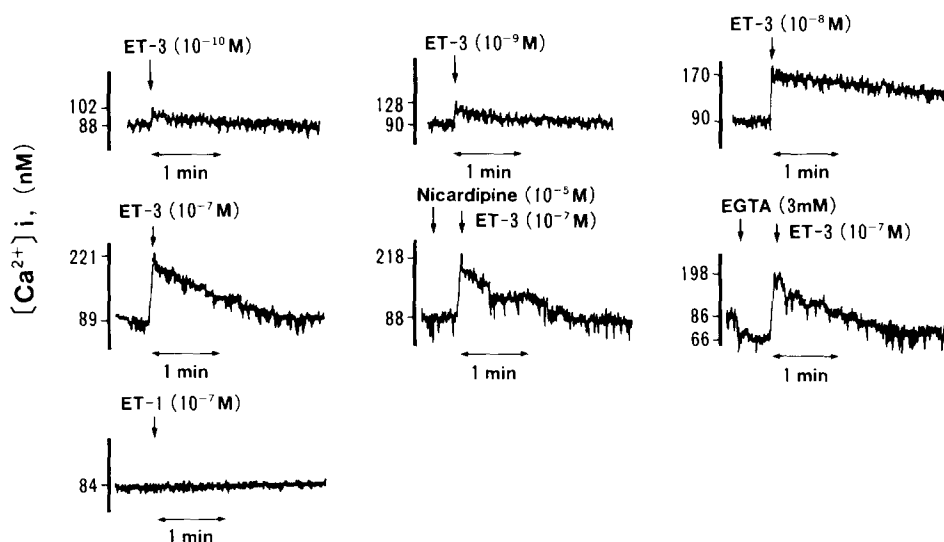 [Ca²⁺]i, (nM)
ET-3 (10⁻¹⁰M)
102
88
1 min
ET-3 (10⁻⁹M)
128
90
1 min
ET-3 (10⁻⁸M)
170
90
1 min
ET-3 (10⁻⁷M)
221
89
1 min
Nicardipine (10⁻⁵M)
ET-3 (10⁻⁷M)
218
88
1 min
EGTA (3mM)
ET-3 (10⁻⁷M)
198
86
66
1 min
ET-1 (10⁻⁷M)
84
1 min